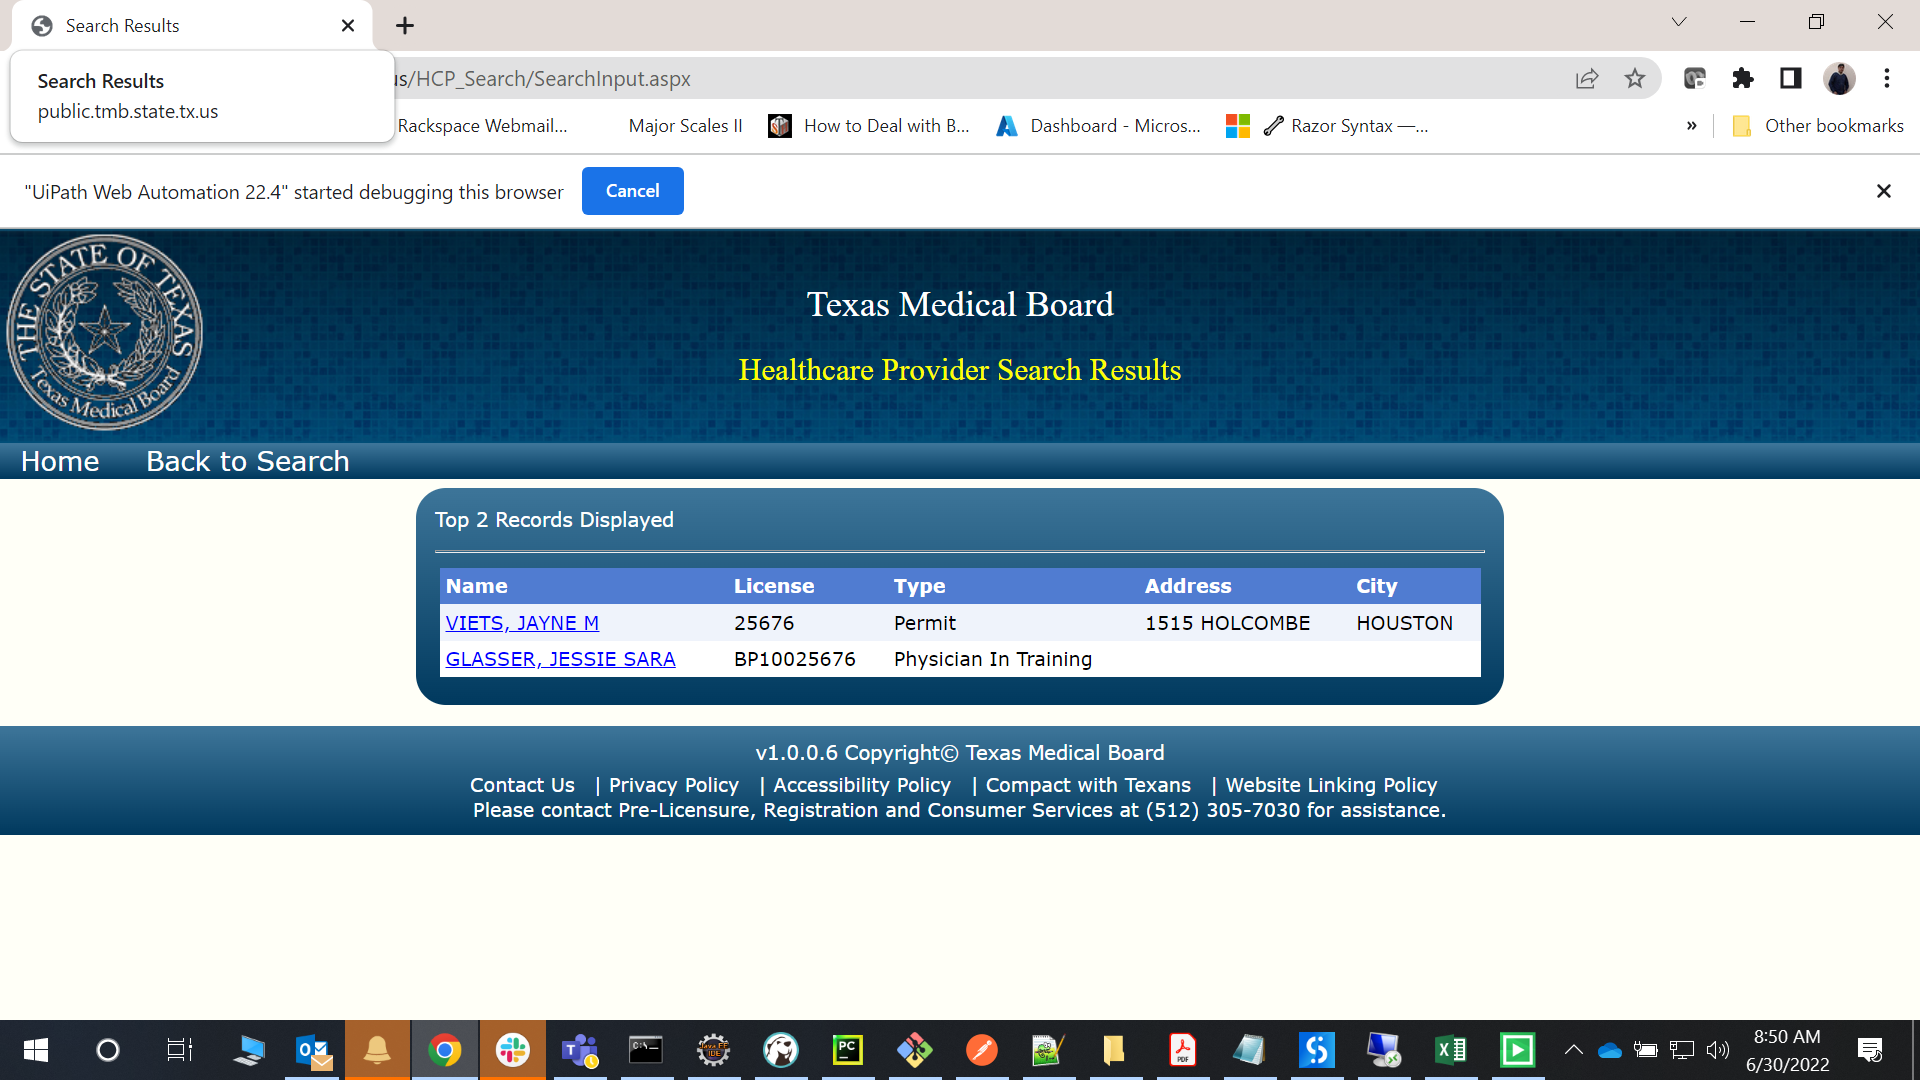 Search Results
Search Results
public.tmb.state.tx.us
us/HCP_Search/SearchInput.aspx
Rackspace Webmail...
Major Scales II
How to Deal with B...
Dashboard - Micros...
Razor Syntax —...
»
Other bookmarks
"UiPath Web Automation 22.4" started debugging this browser
Cancel
THE STATE OF TEXAS
Texas Medical Board
Texas Medical Board
Healthcare Provider Search Results
Home Back to Search
Top 2 Records Displayed
Name License Type Address City
VIETS, JAYNE M 25676 Permit 1515 HOLCOMBE HOUSTON
GLASSER, JESSIE SARA BP10025676 Physician In Training
v1.0.0.6 Copyright© Texas Medical Board
Contact Us | Privacy Policy | Accessibility Policy | Compact with Texans | Website Linking Policy
Please contact Pre-Licensure, Registration and Consumer Services at (512) 305-7030 for assistance.
8:50 AM
6/30/2022